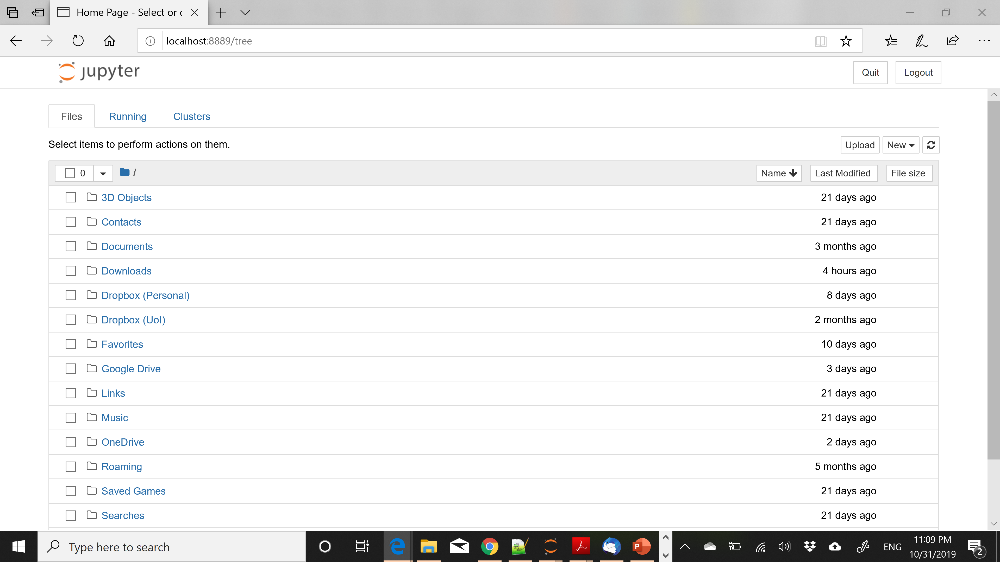 Home Page - Select or c
localhost:8889/tree
jupyter
Quit Logout
Files Running Clusters
Select items to perform actions on them.
Upload New
0 / Name Last Modified File size
3D Objects 21 days ago
Contacts 21 days ago
Documents 3 months ago
Downloads 4 hours ago
Dropbox (Personal) 8 days ago
Dropbox (UoI) 2 months ago
Favorites 10 days ago
Google Drive 3 days ago
Links 21 days ago
Music 21 days ago
OneDrive 2 days ago
Roaming 5 months ago
Saved Games 21 days ago
Searches 21 days ago
Type here to search
ENG
11:09 PM
10/31/2019
2